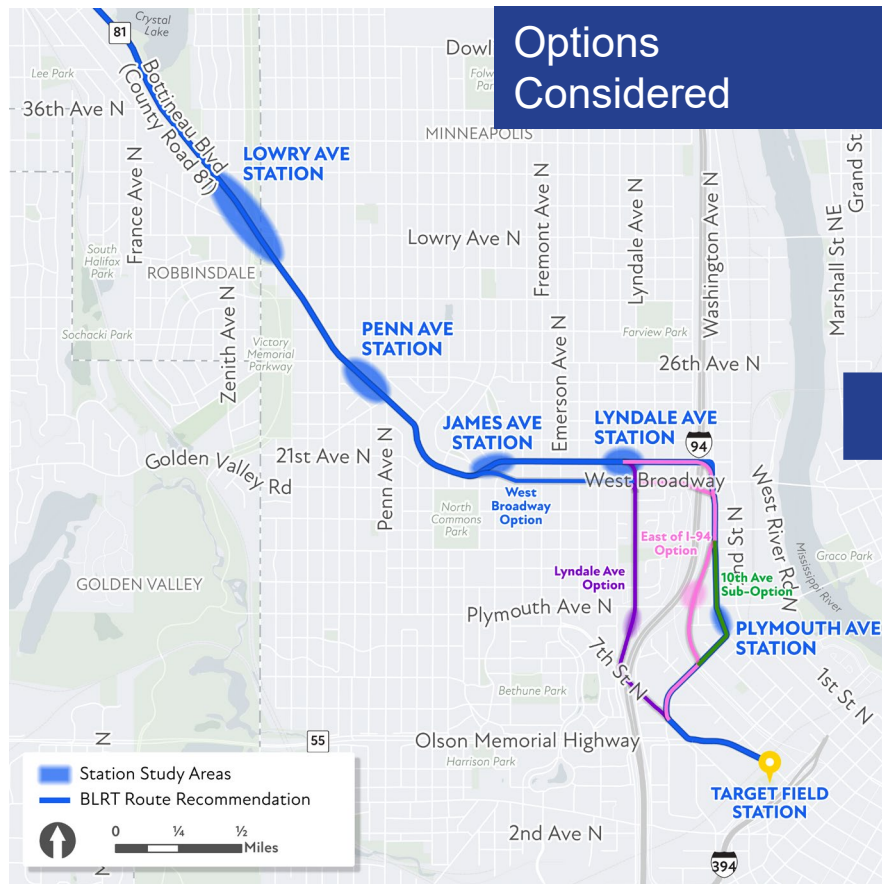 Options
Considered
Crystal
Lake
81
Dowl
Lee Park
Folw
Par
36th Ave N
Bottineau Blvd
(County Road 81)
MINNEAPOLIS
Grand St
LOWRY AVE
STATION
France Ave N
Fremont Ave N
Lyndale Ave N
Washington Ave N
Marshall St NE
Lowry Ave N
South
Halifax
Park
ROBBINSDALE
Zenith Ave N
Sochacki Park
Victory
Memorial
Parkway
PENN AVE
STATION
Farview Park
26th Ave N
Emerson Ave N
JAMES AVE
STATION
LYNDALE AVE
STATION
94
Golden Valley
Rd
21st Ave N
Penn Ave N
West Broadway
West
Broadway
Option
North
Commons
Park
West River Rd N
nd St N
East of I-94
Option
Mississippi River
Graco Park
Lyndale Ave
Option
10th Ave
Sub-Option
GOLDEN VALLEY
Plymouth Ave N
PLYMOUTH AVE
STATION
7th St N
1st St N
Bethune Park
55
Olson Memorial Highway
Harrison Park
N
Station Study Areas
BLRT Route Recommendation
0 ¼ ½
Miles
TARGET FIELD
STATION
2nd Ave N
394
N